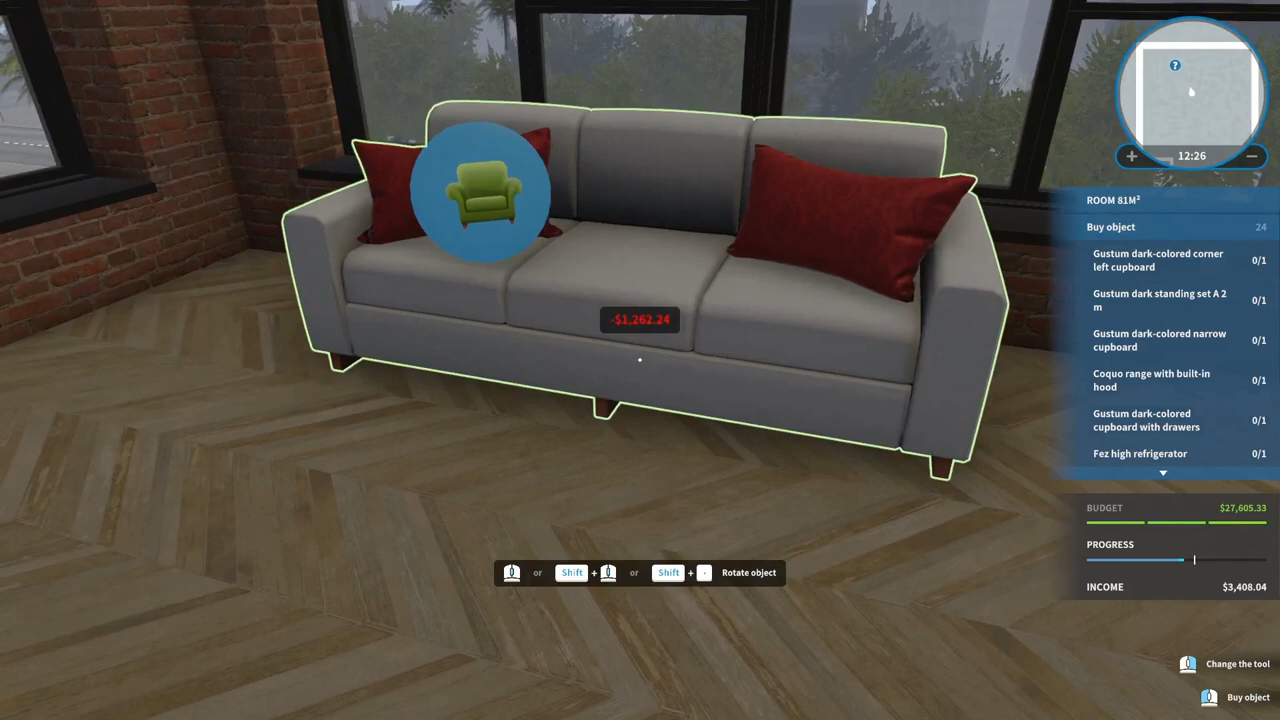 ?
12:26
ROOM 81M²
Buy object 24
Gustum dark-colored corner
left cupboard 0/1
Gustum dark standing set A 2
m 0/1
Gustum dark-colored narrow
cupboard 0/1
Coquo range with built-in
hood 0/1
Gustum dark-colored
cupboard with drawers 0/1
Fez high refrigerator 0/1
-$1,262.24
BUDGET $27,605.33
PROGRESS
INCOME $3,408.04
or Shift + or Shift + . Rotate object
Change the tool
Buy object